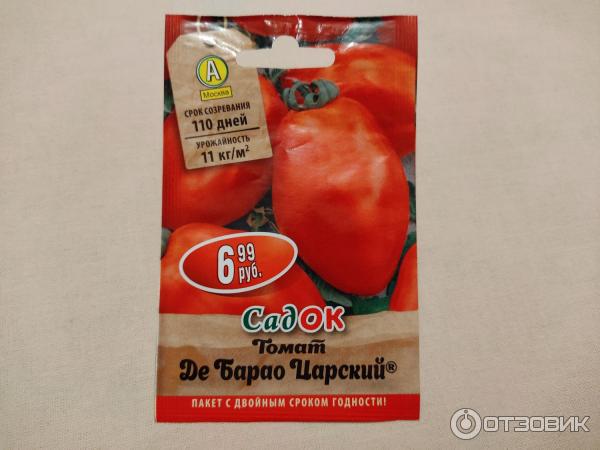 А
Москва
СРОК СОЗРЕВАНИЯ
110 дней
УРОЖАЙНОСТЬ
11 кг/м²
6 99
руб.
СадОК
Томат
Де Барао Царский®
ПАКЕТ С ДВОЙНЫМ СРОКОМ ГОДНОСТИ!
ОТЗОВИК